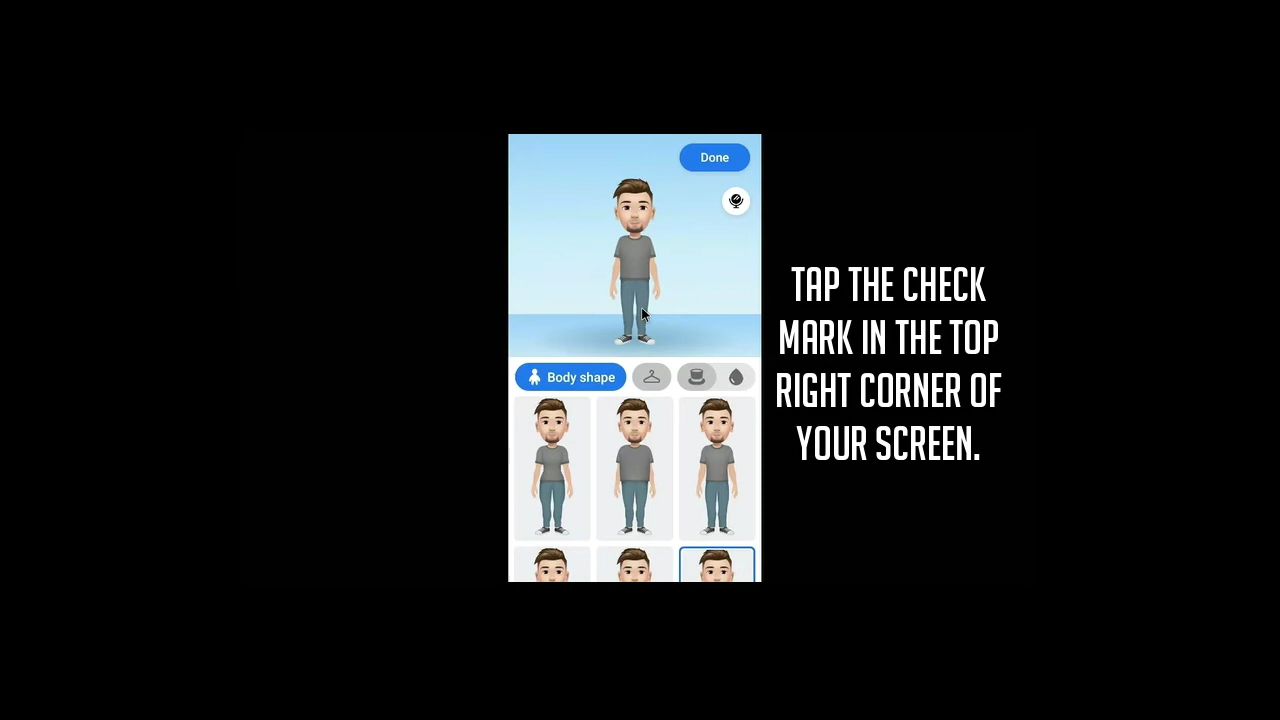 Done
Body shape
TAP THE CHECK
MARK IN THE TOP
RIGHT CORNER OF
YOUR SCREEN.